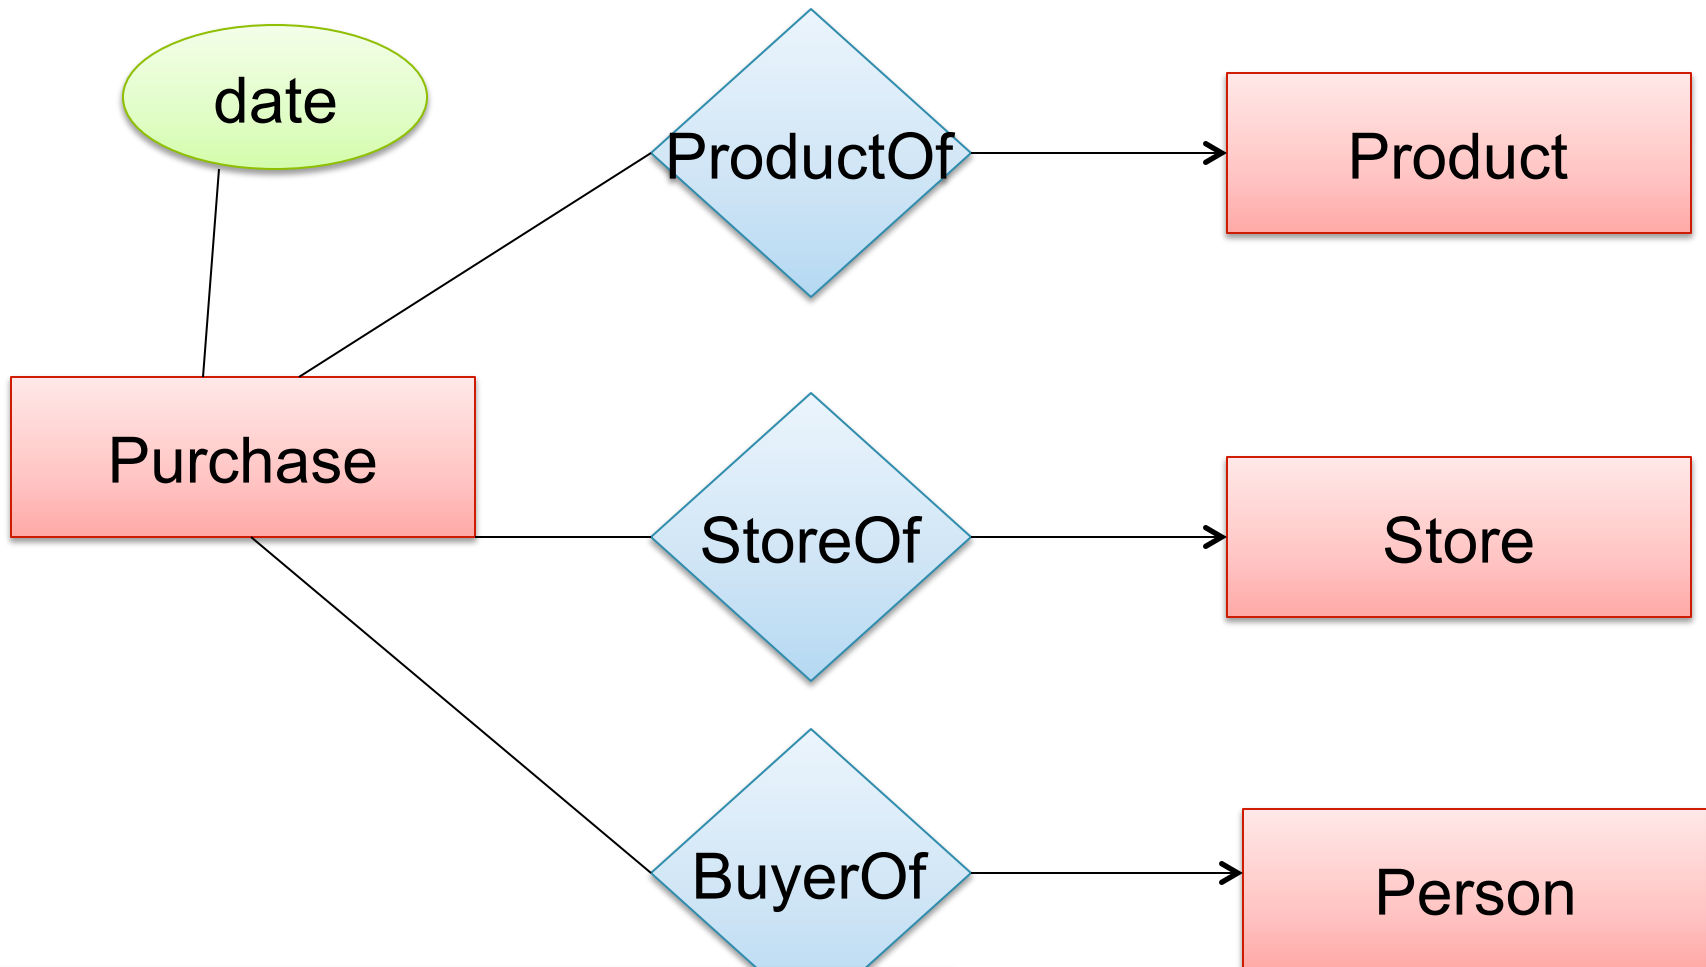 date
ProductOf
Product
Purchase
StoreOf
Store
BuyerOf
Person